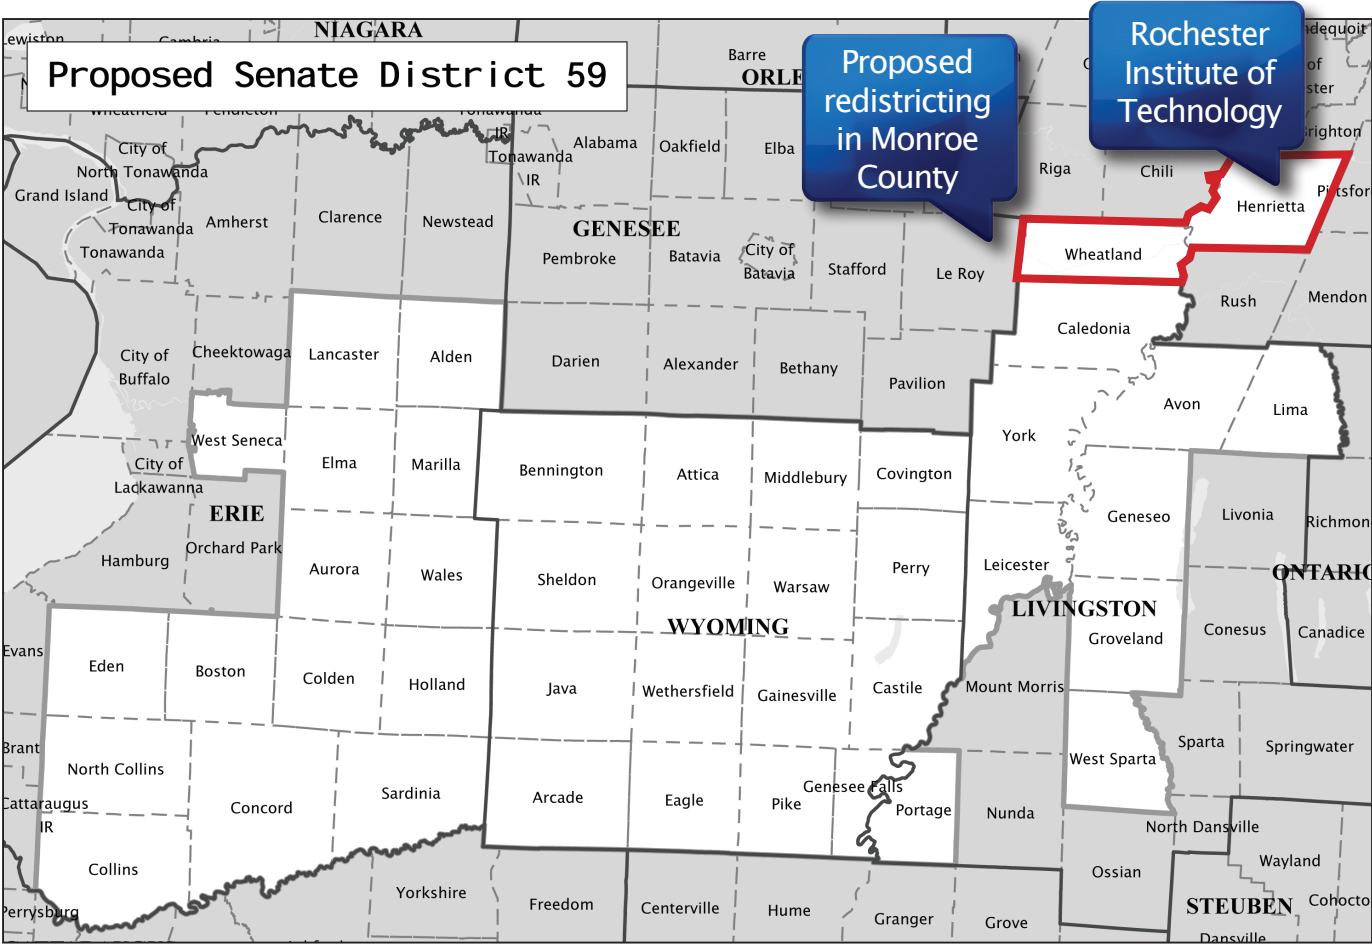 NIAGARA
Proposed Senate District 59
Barre
Proposed
redistricting
in Monroe
County
Rochester
Institute of
Technology
IR
Tonawanda
IR
Alabama
Oakfield
Elba
Riga
Chili
City of
North Tonawanda
Grand Island
City of
Tonawanda
Tonawanda
Amherst
Clarence
Newstead
GENESEE
Pembroke
Batavia
City of
Batavia
Stafford
Le Roy
Wheatland
Henrietta
Rush
Mendon
Caledonia
City of
Buffalo
Cheektowaga
Lancaster
Alden
Darien
Alexander
Bethany
Pavilion
Avon
Lima
York
West Seneca
City of
Lackawanna
Elma
Marilla
Bennington
Attica
Middlebury
Covington
ERIE
Hamburg
Orchard Park
Aurora
Wales
Sheldon
Orangeville
Warsaw
Perry
Leicester
Geneseo
Livonia
Richmon
ONTARIO
LIVINGSTON
WYOMING
Groveland
Conesus
Canadice
Evans
Eden
Boston
Colden
Holland
Java
Wethersfield
Gainesville
Castile
Mount Morris
Brant
North Collins
Concord
Sardinia
Arcade
Eagle
Pike
Genesee Falls
Portage
Nunda
West Sparta
Sparta
Springwater
Cattaraugus
IR
Collins
North Dansville
Ossian
Wayland
Perrysburg
Yorkshire
Freedom
Centerville
Hume
Granger
Grove
STEUBEN
Cohocto
Dansville